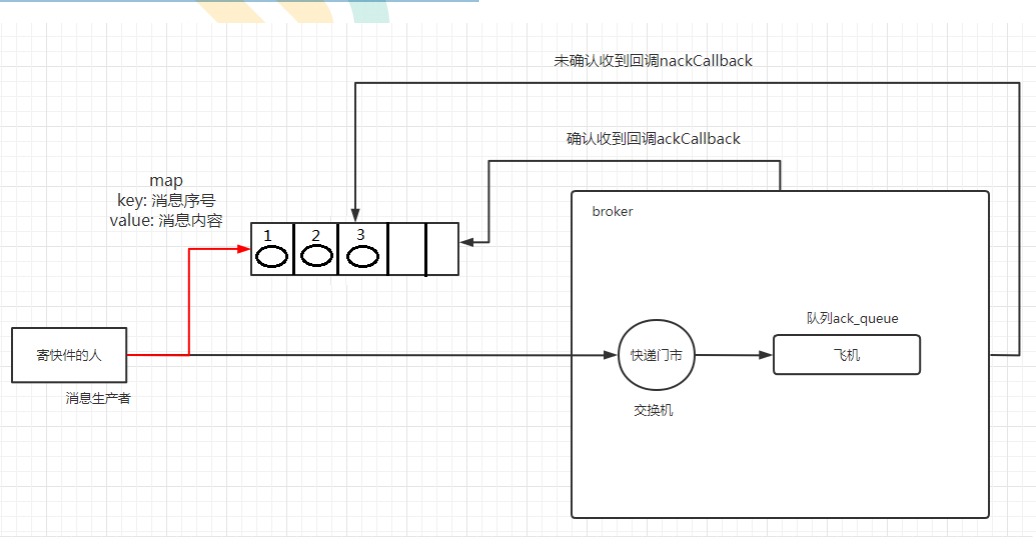 未确认收到回调nackCallback
确认收到回调ackCallback
map
key: 消息序号
value: 消息内容
broker
1
2
3
队列ack_queue
寄快件的人
快递门市
飞机
消息生产者
交换机